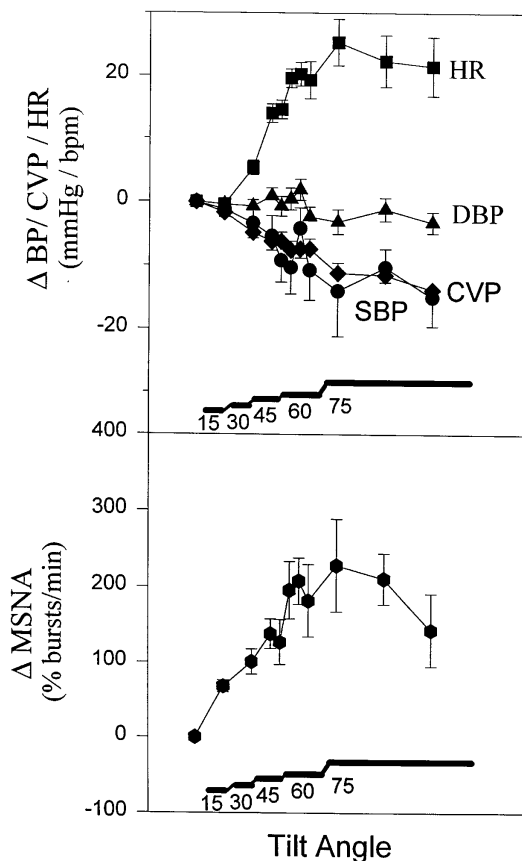 Δ BP/ CVP / HR
(mmHg / bpm)
20
0
-20
HR
DBP
CVP
SBP
15 30 45 60 75
400
Δ MSNA
(% bursts/min)
300
200
100
0
-100
15 30 45 60 75
Tilt Angle